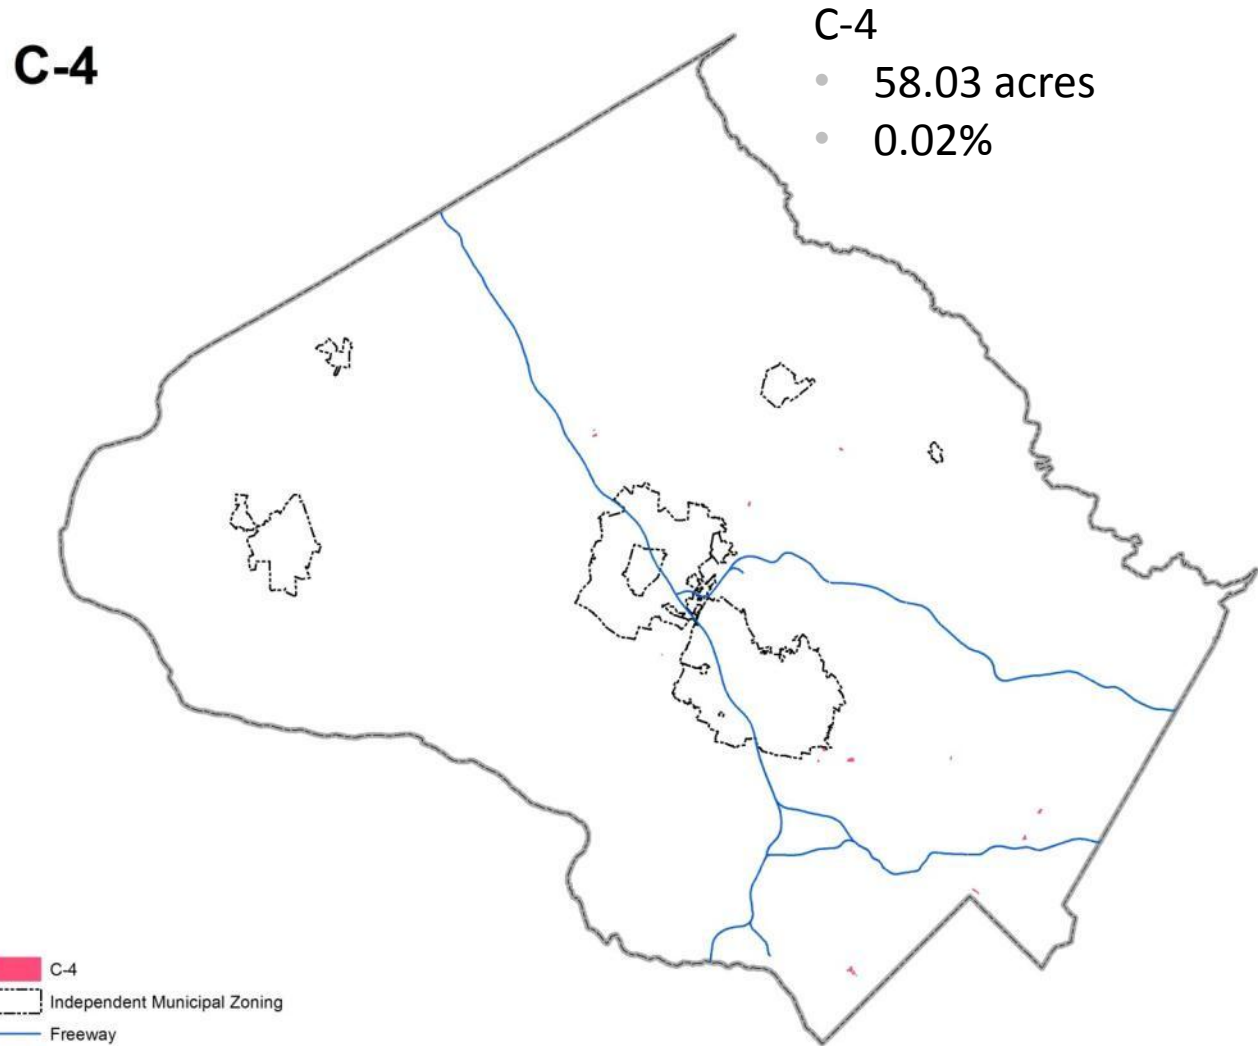 C-4
C-4
• 58.03 acres
• 0.02%
C-4
Independent Municipal Zoning
Freeway